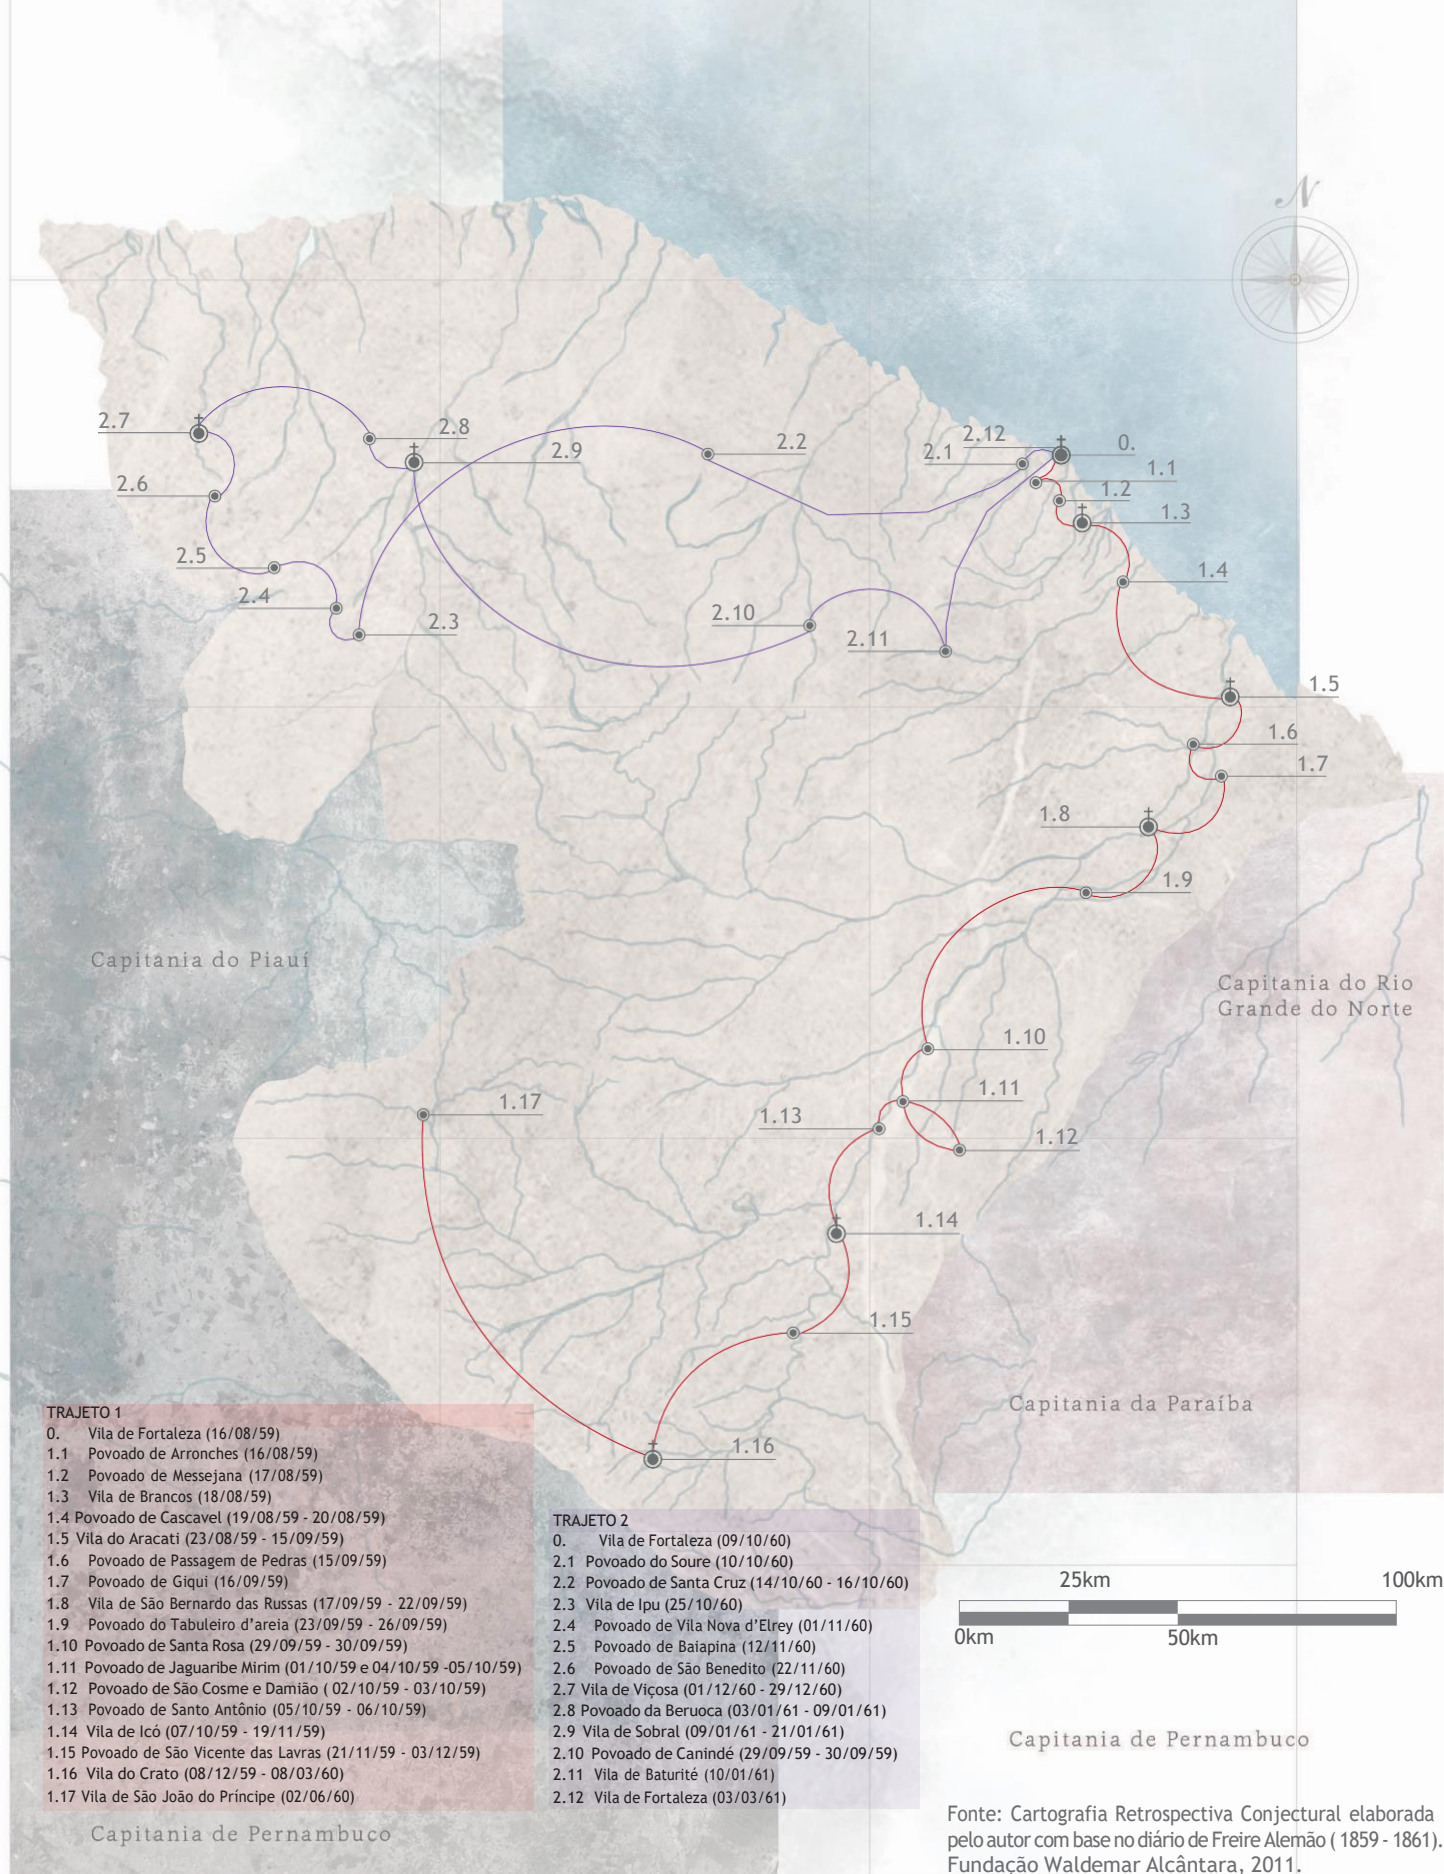 N
2.7
2.8
2.9
2.2
2.12
2.1
0.
1.1
1.2
1.3
2.6
2.5
2.4
2.3
2.10
2.11
1.4
1.5
1.6
1.7
1.8
1.9
Capitania do Piauí
Capitania do Rio
Grande do Norte
1.10
1.11
1.17
1.13
1.12
1.14
1.15
Capitania da Paraíba
1.16
TRAJETO 1
0. Vila de Fortaleza (16/08/59)
1.1 Povoado de Arronches (16/08/59)
1.2 Povoado de Messejana (17/08/59)
1.3 Vila de Brancos (18/08/59)
1.4 Povoado de Cascavel (19/08/59 - 20/08/59)
1.5 Vila do Aracati (23/08/59 - 15/09/59)
1.6 Povoado de Passagem de Pedras (15/09/59)
1.7 Povoado de Giqui (16/09/59)
1.8 Vila de São Bernardo das Russas (17/09/59 - 22/09/59)
1.9 Povoado do Tabuleiro d'areia (23/09/59 - 26/09/59)
1.10 Povoado de Santa Rosa (29/09/59 - 30/09/59)
1.11 Povoado de Jaguaribe Mirim (01/10/59 e 04/10/59 -05/10/59)
1.12 Povoado de São Cosme e Damião ( 02/10/59 - 03/10/59)
1.13 Povoado de Santo Antônio (05/10/59 - 06/10/59)
1.14 Vila de Icó (07/10/59 - 19/11/59)
1.15 Povoado de São Vicente das Lavras (21/11/59 - 03/12/59)
1.16 Vila do Crato (08/12/59 - 08/03/60)
1.17 Vila de São João do Príncipe (02/06/60)
TRAJETO 2
0. Vila de Fortaleza (09/10/60)
2.1 Povoado do Soure (10/10/60)
2.2 Povoado de Santa Cruz (14/10/60 - 16/10/60)
2.3 Vila de Ipu (25/10/60)
2.4 Povoado de Vila Nova d'Elrey (01/11/60)
2.5 Povoado de Baiapina (12/11/60)
2.6 Povoado de São Benedito (22/11/60)
2.7 Vila de Viçosa (01/12/60 - 29/12/60)
2.8 Povoado da Beruoca (03/01/61 - 09/01/61)
2.9 Vila de Sobral (09/01/61 - 21/01/61)
2.10 Povoado de Canindé (29/09/59 - 30/09/59)
2.11 Vila de Baturité (10/01/61)
2.12 Vila de Fortaleza (03/03/61)
25km 100km
0km 50km
Capitania de Pernambuco
Capitania de Pernambuco
Fonte: Cartografia Retrospectiva Conjectural elaborada
pelo autor com base no diário de Freire Alemão ( 1859 - 1861).
Fundação Waldemar Alcântara, 2011.